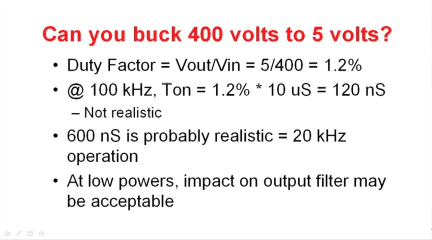 Can you buck 400 volts to 5 volts?
• Duty Factor = Vout/Vin = 5/400 = 1.2%
• @ 100 kHz, Ton = 1.2% * 10 uS = 120 nS
– Not realistic
• 600 nS is probably realistic = 20 kHz
operation
• At low powers, impact on output filter may
be acceptable